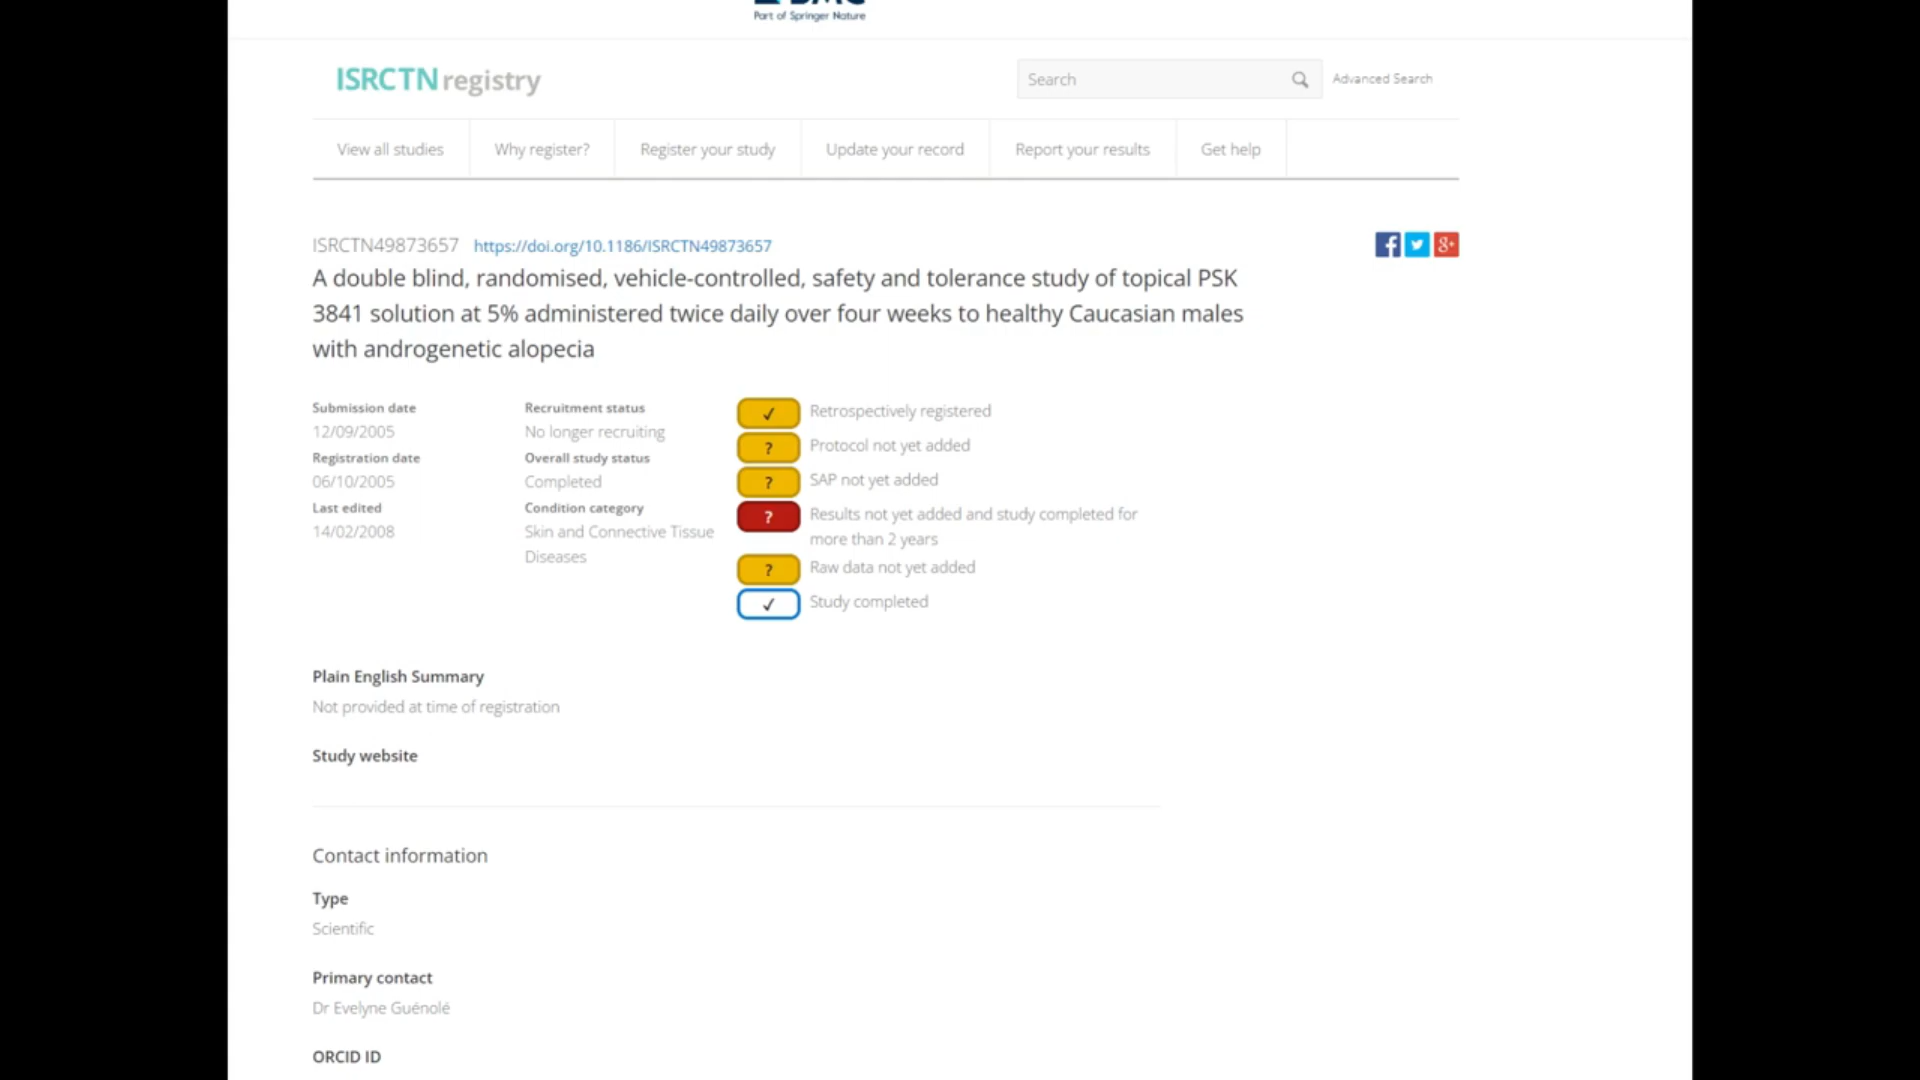 Part of Springer Nature
ISRCTN registry
Search
Advanced Search
View all studies
Why register?
Register your study
Update your record
Report your results
Get help
ISRCTN49873657 https://doi.org/10.1186/ISRCTN49873657
A double blind, randomised, vehicle-controlled, safety and tolerance study of topical PSK
3841 solution at 5% administered twice daily over four weeks to healthy Caucasian males
with androgenetic alopecia
Submission date
12/09/2005
Registration date
06/10/2005
Last edited
14/02/2008
Recruitment status
No longer recruiting
Overall study status
Completed
Condition category
Skin and Connective Tissue
Diseases
✓ Retrospectively registered
? Protocol not yet added
? SAP not yet added
? Results not yet added and study completed for
more than 2 years
? Raw data not yet added
✓ Study completed
Plain English Summary
Not provided at time of registration
Study website
Contact information
Type
Scientific
Primary contact
Dr Evelyne Guénolé
ORCID ID